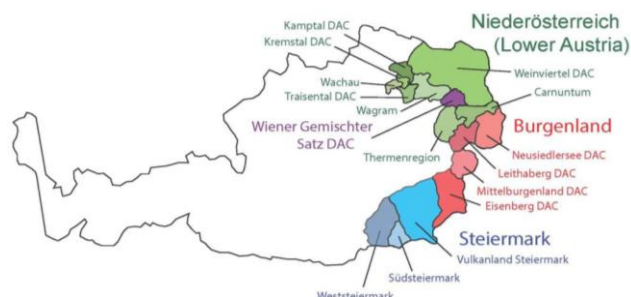 Kamptal DAC
Kremstal DAC
Wachau
Traisental DAC
Wagram
Wiener Gemischter
Satz DAC
Thermenregion
Niederösterreich
(Lower Austria)
Weinviertel DAC
Carnuntum
Burgenland
Neusiedlersee DAC
Leithaberg DAC
Mittelburgenland DAC
Eisenberg DAC
Steiermark
Vulkanland Steiermark
Südsteiermark
Weststeiermark